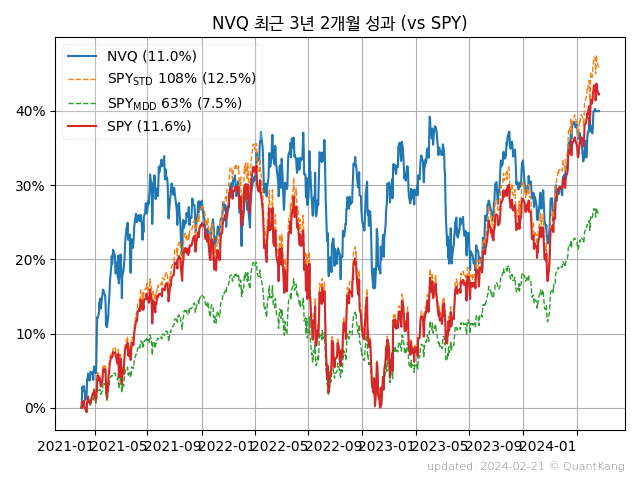 NVQ 최근 3년 2개월 성과 (vs SPY)
NVQ (11.0%)
SPY_STD 108% (12.5%)
SPY_MDD 63% (7.5%)
SPY (11.6%)
40%
30%
20%
10%
0%
2021-01 2021-05 2021-09 2022-01 2022-05 2022-09 2023-01 2023-05 2023-09 2024-01
updated: 2024-02-21 © QuantKang